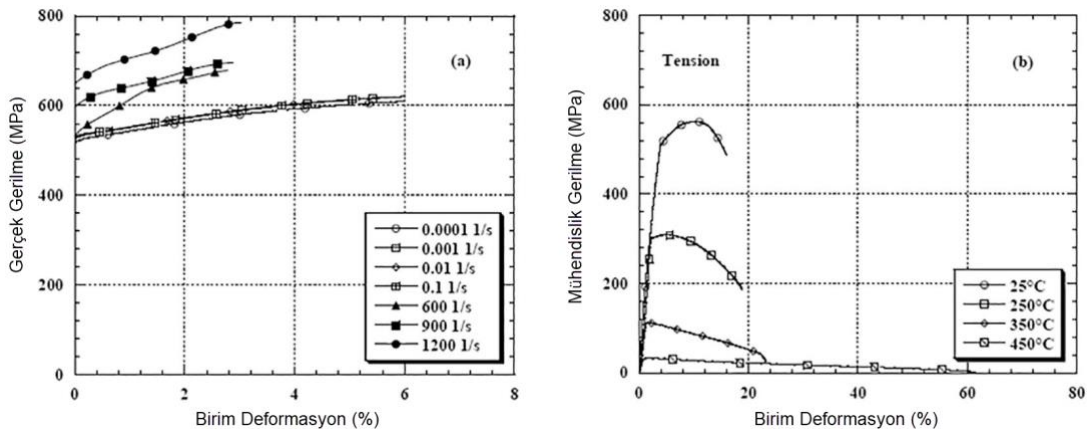 800
600
400
200
0
Gerçek Gerilme (MPa)
(a)
0.0001 1/s
0.001 1/s
0.01 1/s
0.1 1/s
600 1/s
900 1/s
1200 1/s
0 2 4 6 8
Birim Deformasyon (%)
800
600
400
200
0
Mühendislik Gerilme (MPa)
Tension
(b)
25°C
250°C
350°C
450°C
0 20 40 60 80
Birim Deformasyon (%)